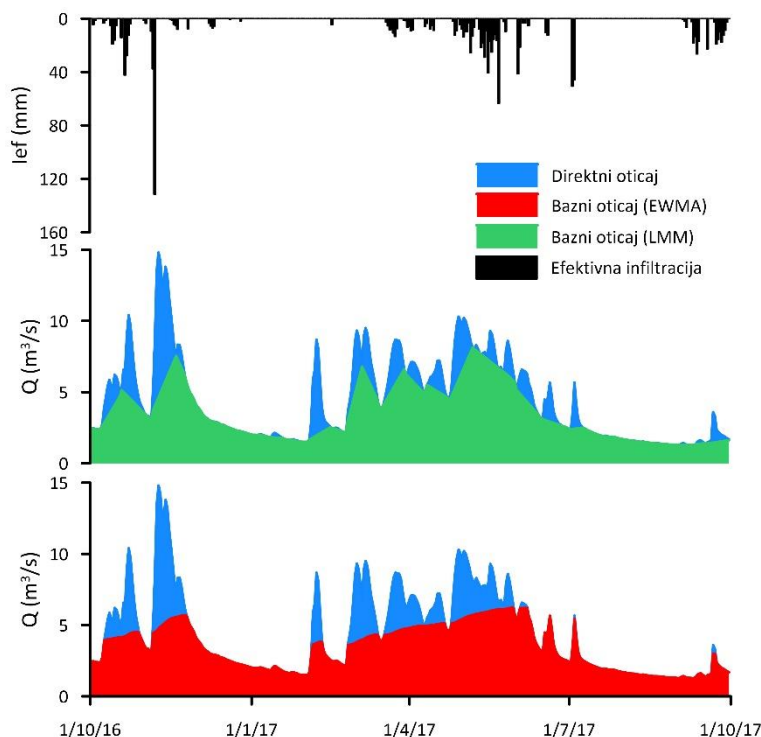 0
40
80
120
160
Ief (mm)
Direktni oticaj
Bazni oticaj (EWMA)
Bazni oticaj (LMM)
Efektivna infiltracija
15
10
5
0
Q (m³/s)
15
10
5
0
Q (m³/s)
1/10/16
1/1/17
1/4/17
1/7/17
1/10/17